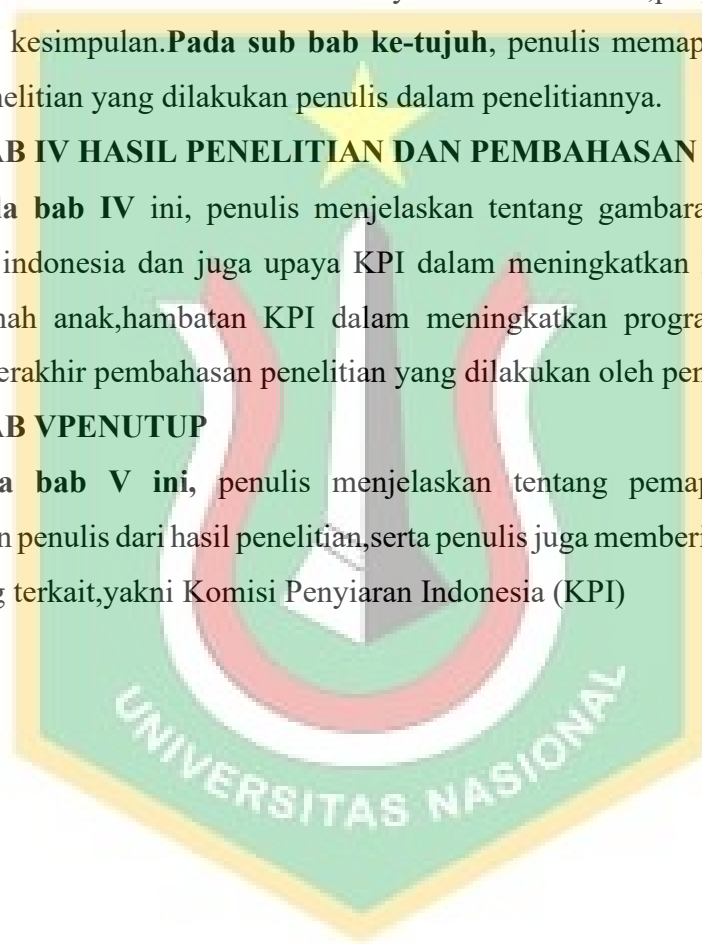 kesimpulan.Pada sub bab ke-tujuh, penulis memap
nelitian yang dilakukan penulis dalam penelitiannya.
AB IV HASIL PENELITIAN DAN PEMBAHASAN
la bab IV ini, penulis menjelaskan tentang gambara
indonesia dan juga upaya KPI dalam meningkatkan
nah anak,hambatan KPI dalam meningkatkan progra
erakhir pembahasan penelitian yang dilakukan oleh pen
AB VPENUTUP
a bab V ini, penulis menjelaskan tentang pemap
n penulis dari hasil penelitian,serta penulis juga memberi
g terkait,yakni Komisi Penyiaran Indonesia (KPI)
UNIVERSITAS NASIONAL